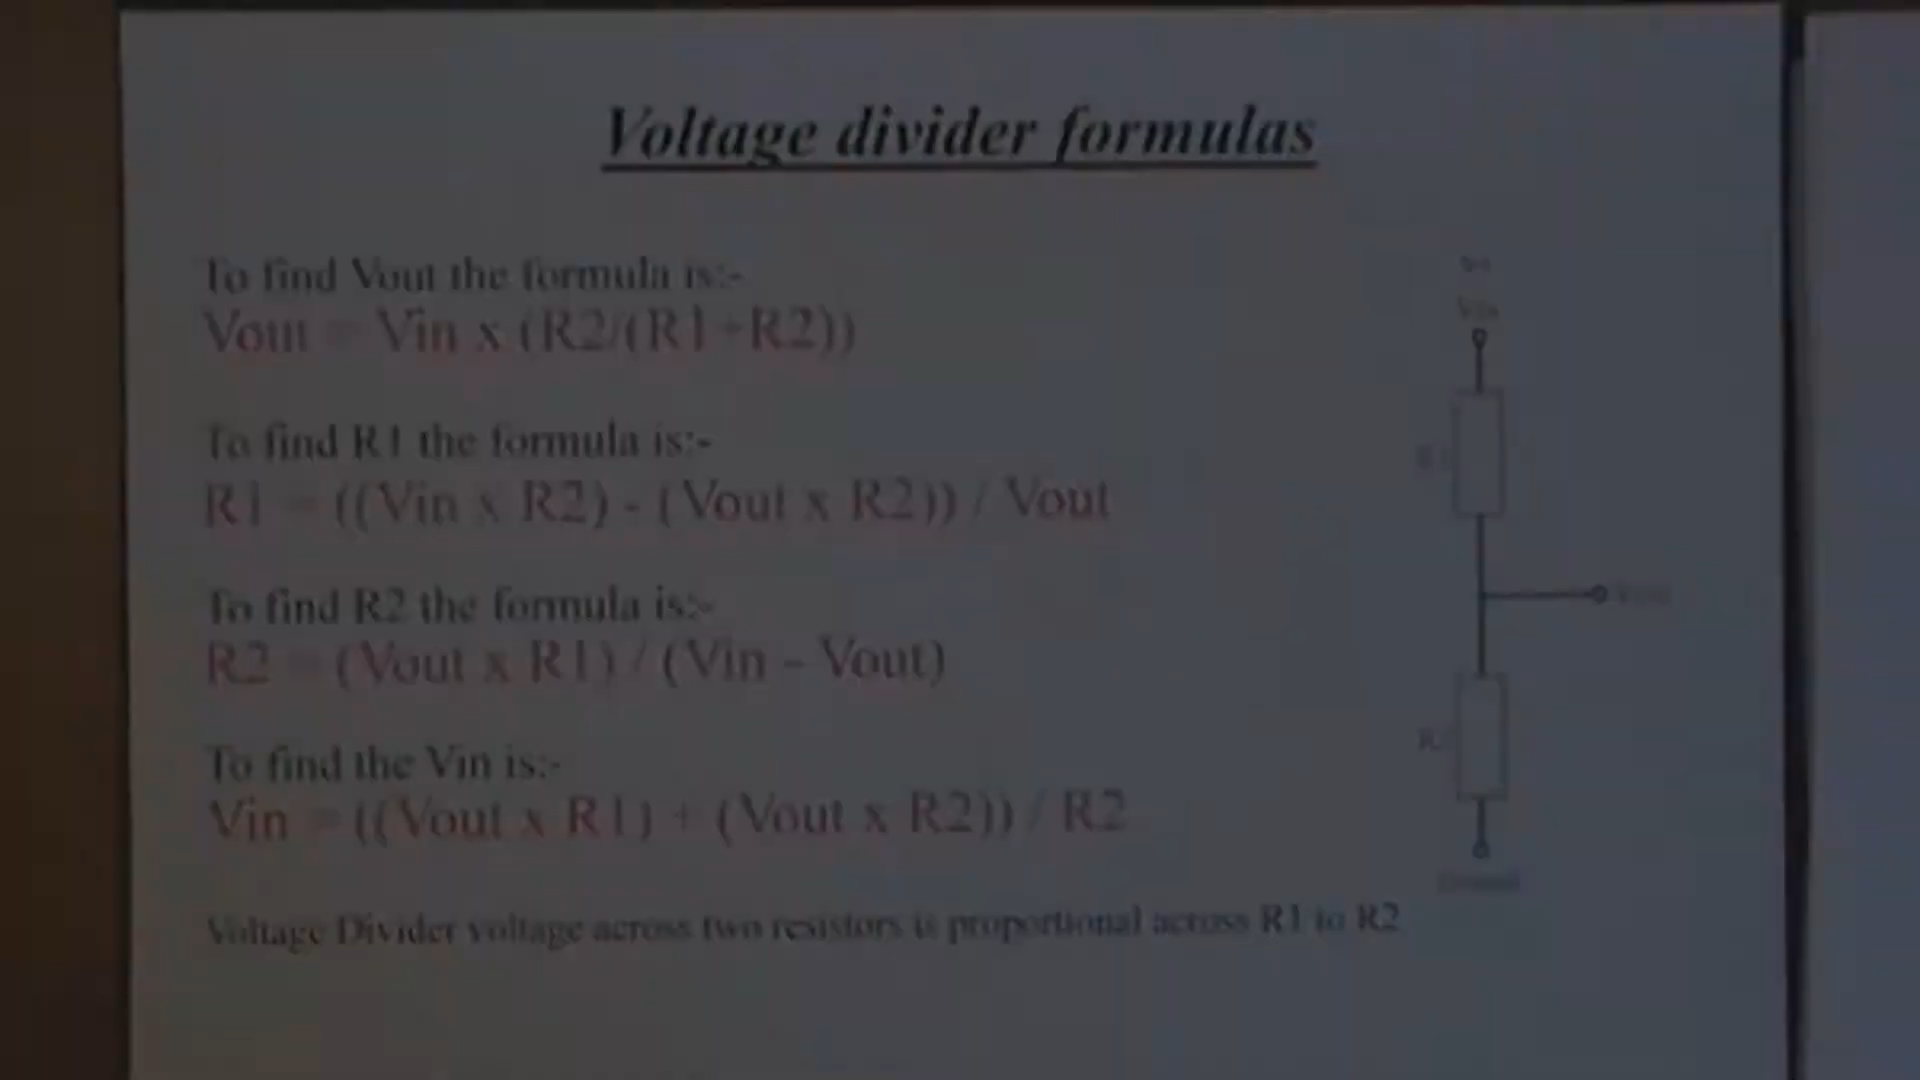 Voltage divider formulas
To find Vout the formula is:-
Vout = Vin x (R2/(R1+R2))
To find R1 the formula is:-
R1 = ((Vin x R2) - (Vout x R2)) / Vout
To find R2 the formula is:-
R2 = (Vout x R1) / (Vin – Vout)
To find the Vin is:-
Vin = ((Vout x R1) + (Vout x R2)) / R2
Voltage Divider voltage across two resistors is proportional across R1 to R2
Vin